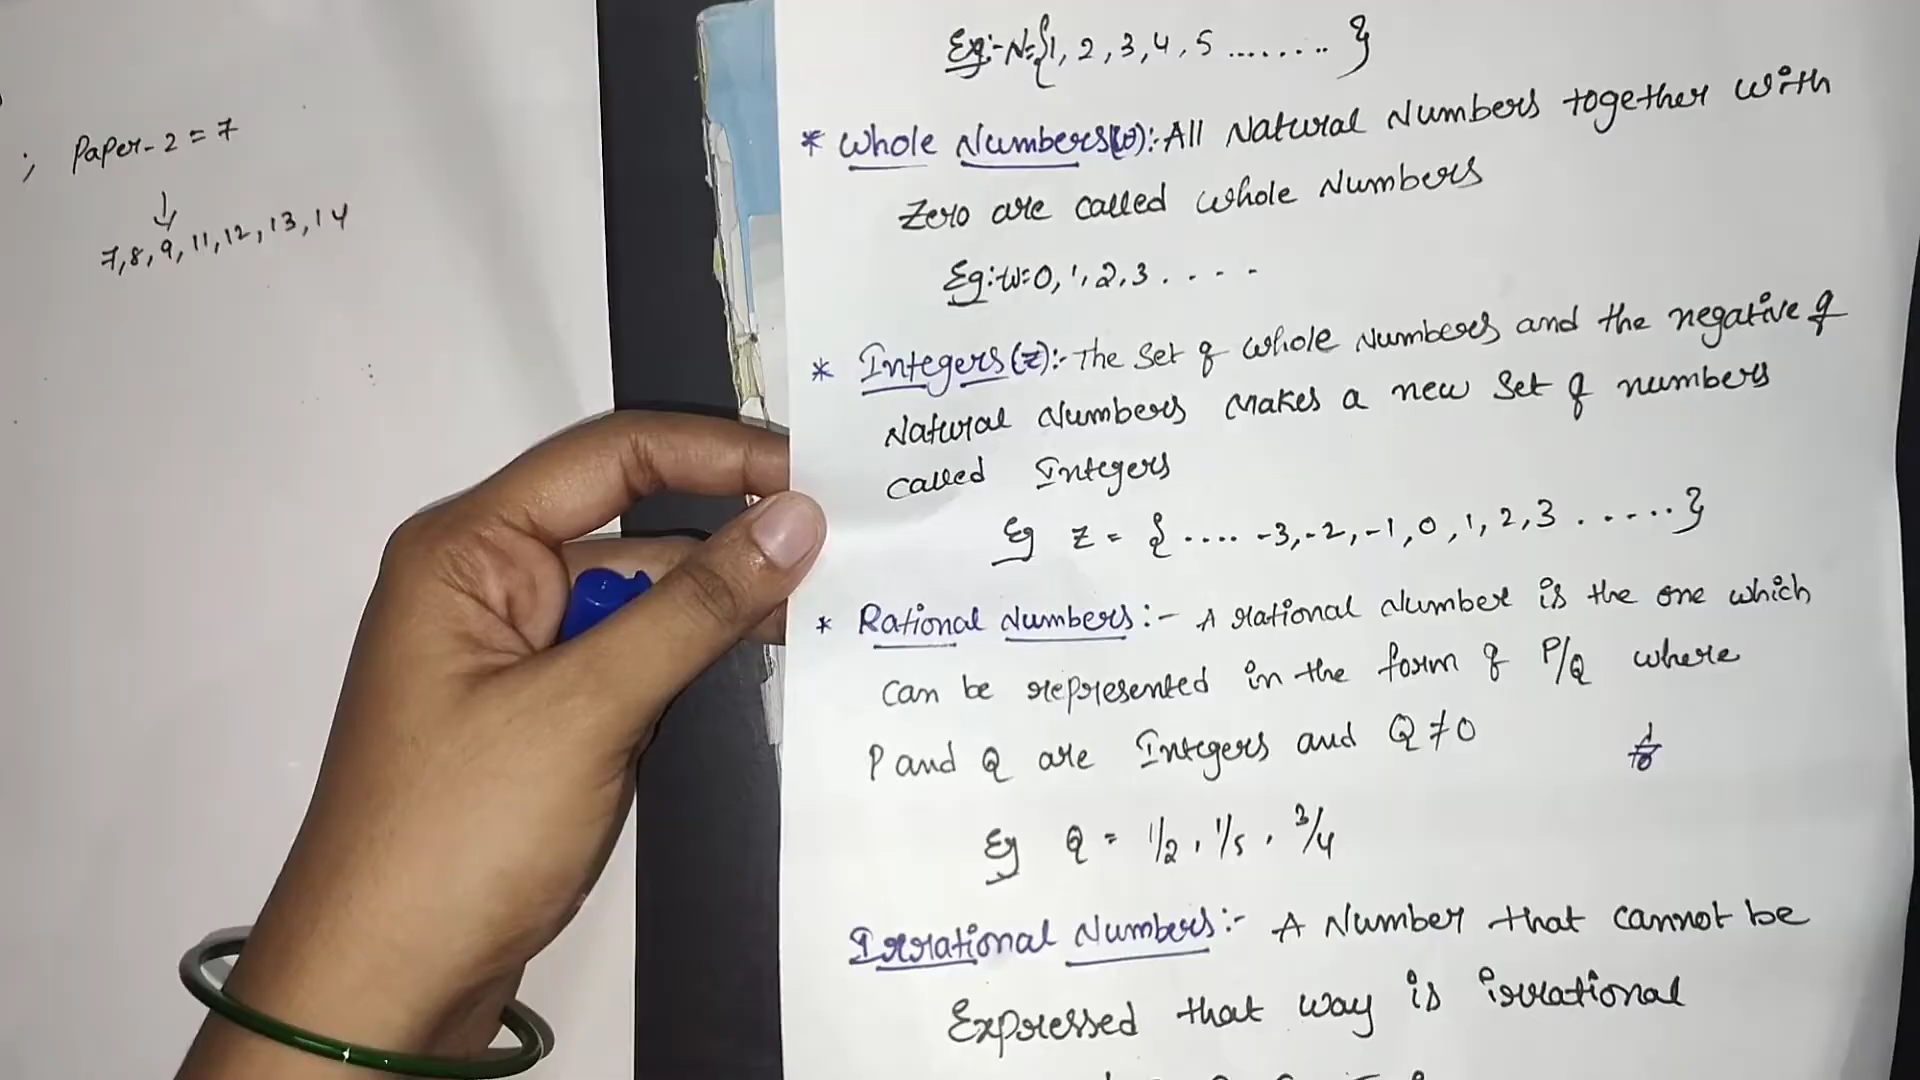 ; Paper-2 = 7
↓
7,8,9,11,12,13,14
Eg:-N={1, 2, 3, 4, 5 ........ }
* Whole Numbers(W):- All Natural Numbers together with
Zero are called whole Numbers
Eg:-W=0, 1, 2, 3 . . . .
* Integers(Z):- The Set of whole Numbers and the negative of
Natural Numbers Makes a new Set of numbers
called Integers
Eg Z = { .... -3, -2, -1, 0, 1, 2, 3 ...... }
* Rational Numbers:- A rational Number is the one which
can be represented in the form of P/Q where
P and Q are Integers and Q ≠ 0
Eg Q = 1/2, 1/5, 3/4
Irrational Numbers:- A Number that cannot be
Expressed that way is irrational